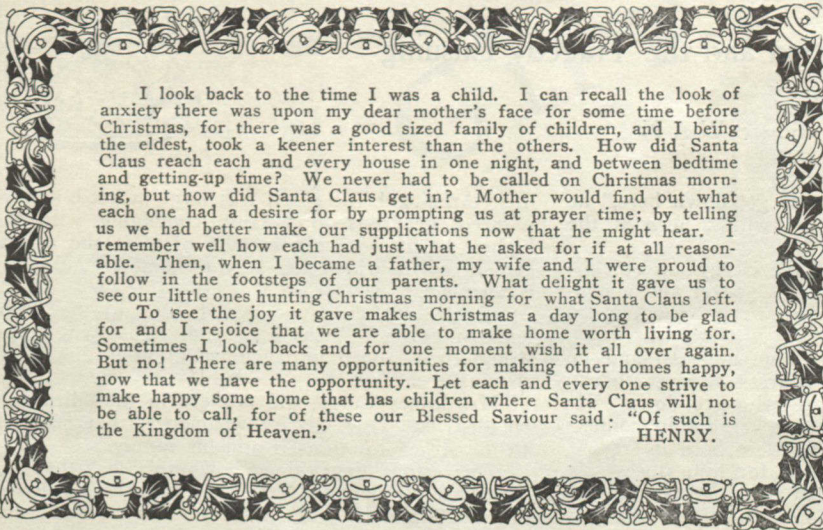 I look back to the time I was a child. I can recall the look of
anxiety there was upon my dear mother's face for some time before
Christmas, for there was a good sized family of children, and I being
the eldest, took a keener interest than the others. How did Santa
Claus reach each and every house in one night, and between bedtime
and getting-up time? We never had to be called on Christmas morn-
ing, but how did Santa Claus get in? Mother would find out what
each one had a desire for by prompting us at prayer time; by telling
us we had better make our supplications now that he might hear. I
remember well how each had just what he asked for if at all reason-
able. Then, when I became a father, my wife and I were proud to
follow in the footsteps of our parents. What delight it gave us to
see our little ones hunting Christmas morning for what Santa Claus left.
To see the joy it gave makes Christmas a day long to be glad
for and I rejoice that we are able to make home worth living for.
Sometimes I look back and for one moment wish it all over again.
But no! There are many opportunities for making other homes happy,
now that we have the opportunity. Let each and every one strive to
make happy some home that has children where Santa Claus will not
be able to call, for of these our Blessed Saviour said: "Of such is
the Kingdom of Heaven."
HENRY.